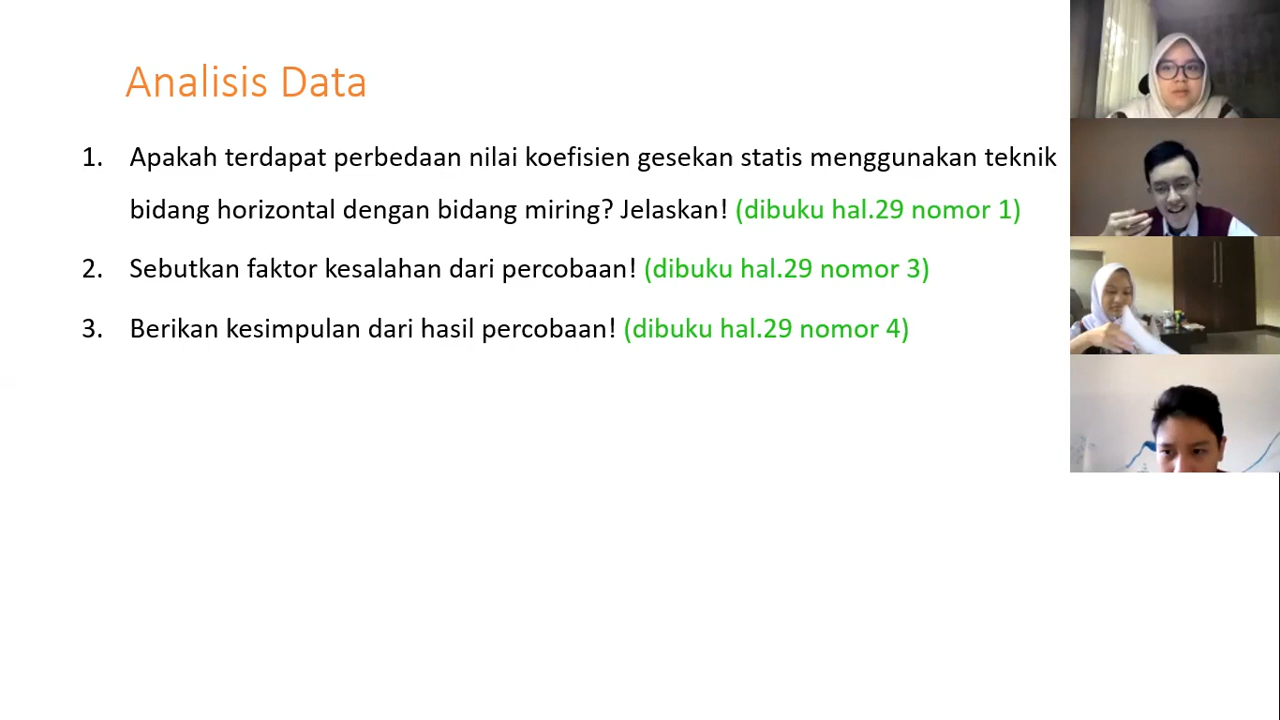 Analisis Data
1. Apakah terdapat perbedaan nilai koefisien gesekan statis menggunakan teknik
bidang horizontal dengan bidang miring? Jelaskan! (dibuku hal.29 nomor 1)
2. Sebutkan faktor kesalahan dari percobaan! (dibuku hal.29 nomor 3)
3. Berikan kesimpulan dari hasil percobaan! (dibuku hal.29 nomor 4)